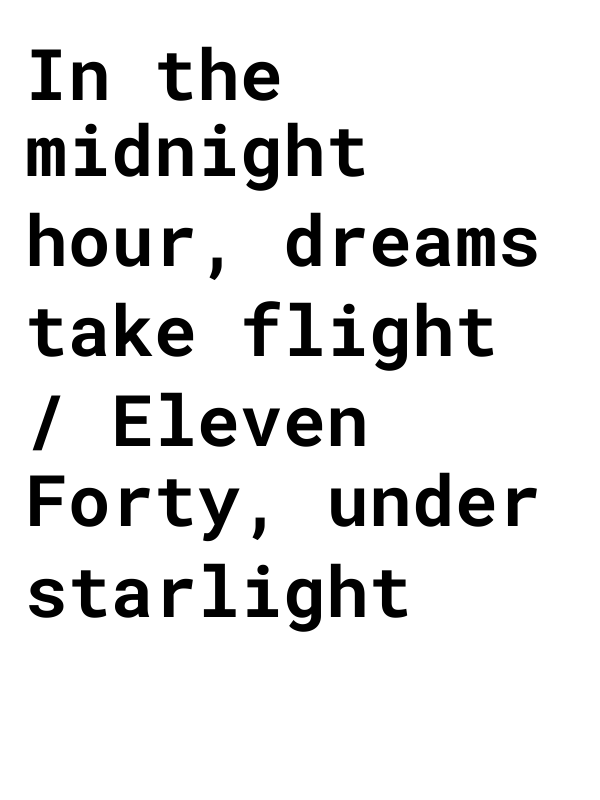 In the
midnight
hour, dreams
take flight
/ Eleven
Forty, under
starlight